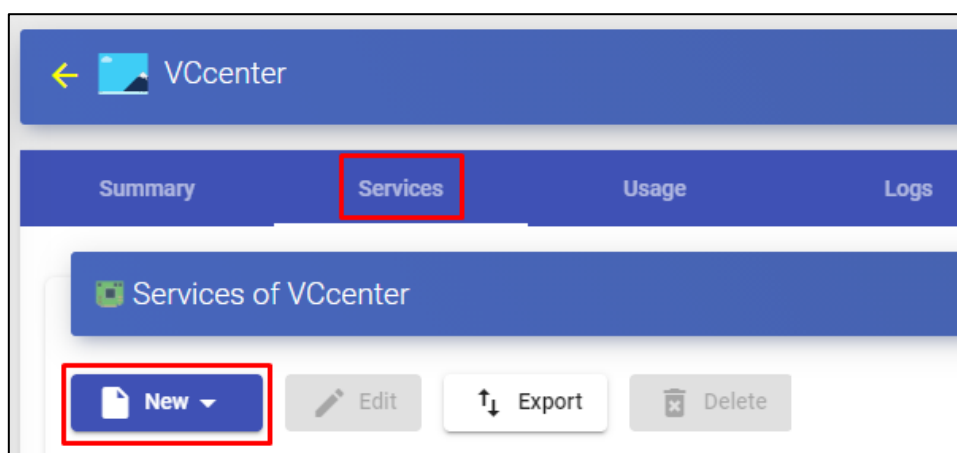 VCcenter
Summary Services Usage Logs
Services of VCcenter
New Edit Export Delete